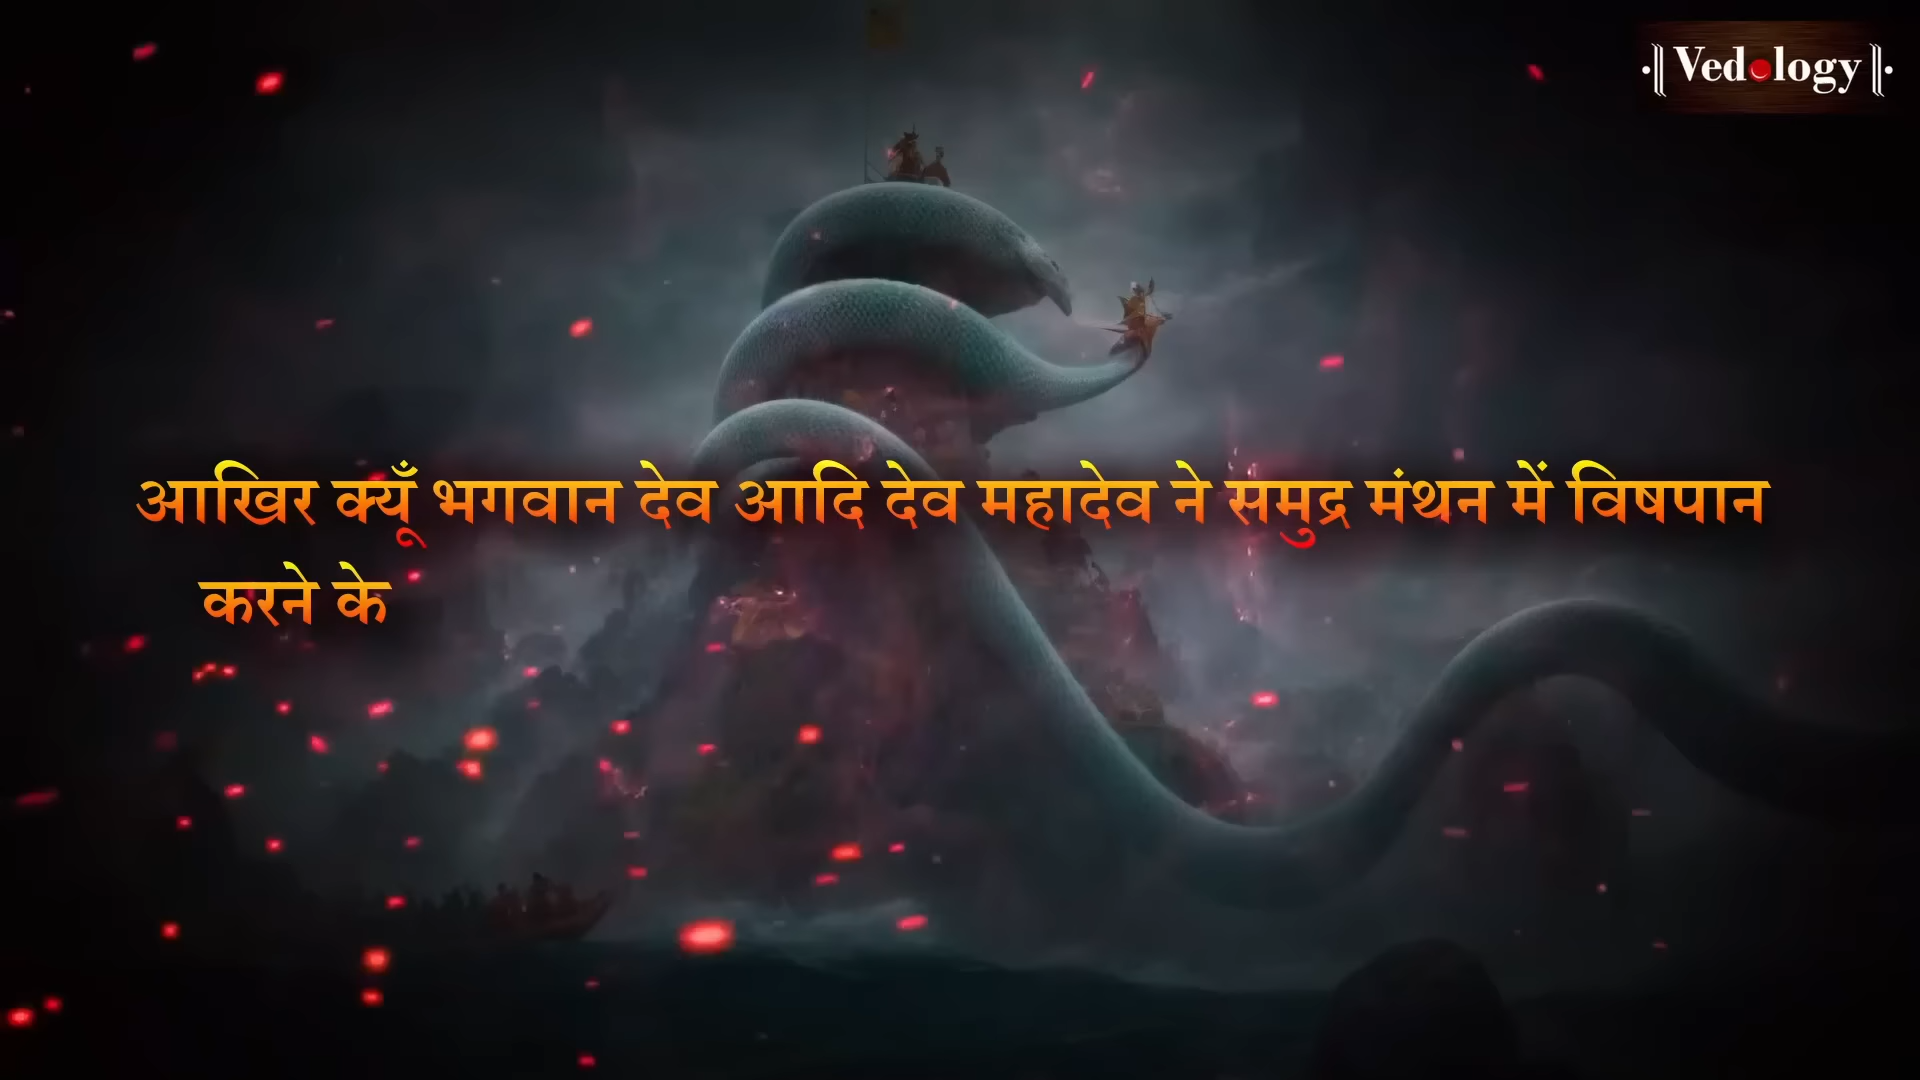 ·॥Vedology॥·
आखिर क्यूँ भगवान देव आदि देव महादेव ने समुद्र मंथन में विषपान
करने के